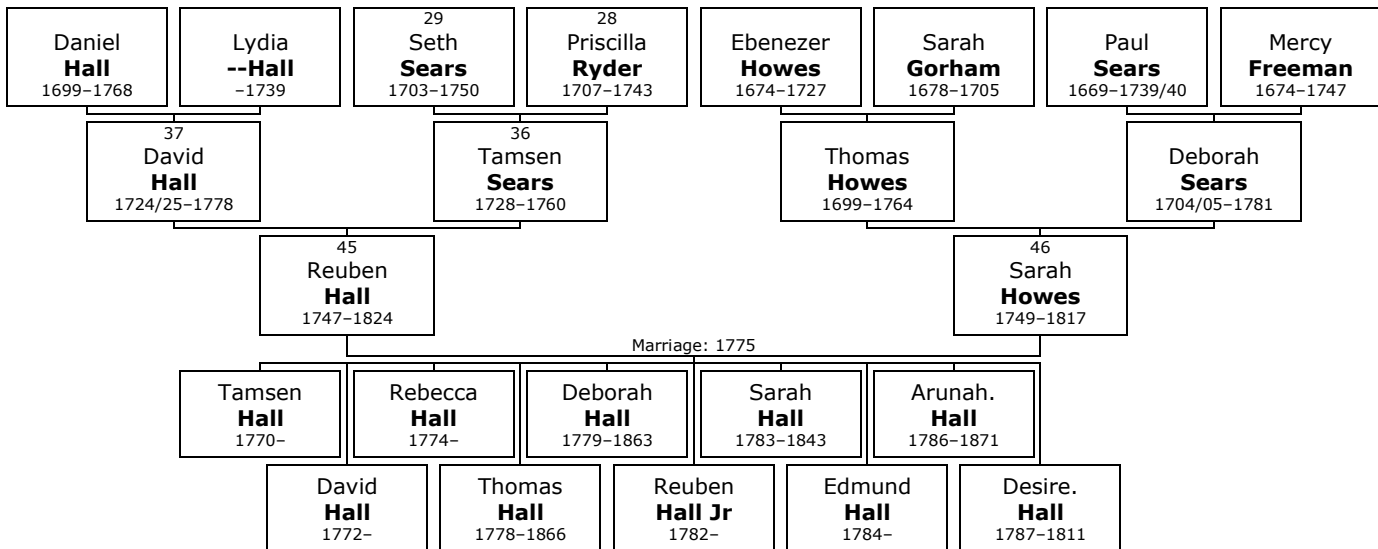 Daniel
Hall
1699–1768
Lydia
--Hall
–1739
29
Seth
Sears
1703–1750
28
Priscilla
Ryder
1707–1743
Ebenezer
Howes
1674–1727
Sarah
Gorham
1678–1705
Paul
Sears
1669–1739/40
Mercy
Freeman
1674–1747
37
David
Hall
1724/25–1778
36
Tamsen
Sears
1728–1760
Thomas
Howes
1699–1764
Deborah
Sears
1704/05–1781
45
Reuben
Hall
1747–1824
46
Sarah
Howes
1749–1817
Marriage: 1775
Tamsen
Hall
1770–
Rebecca
Hall
1774–
Deborah
Hall
1779–1863
Sarah
Hall
1783–1843
Arunah.
Hall
1786–1871
David
Hall
1772–
Thomas
Hall
1778–1866
Reuben
Hall Jr
1782–
Edmund
Hall
1784–
Desire.
Hall
1787–1811